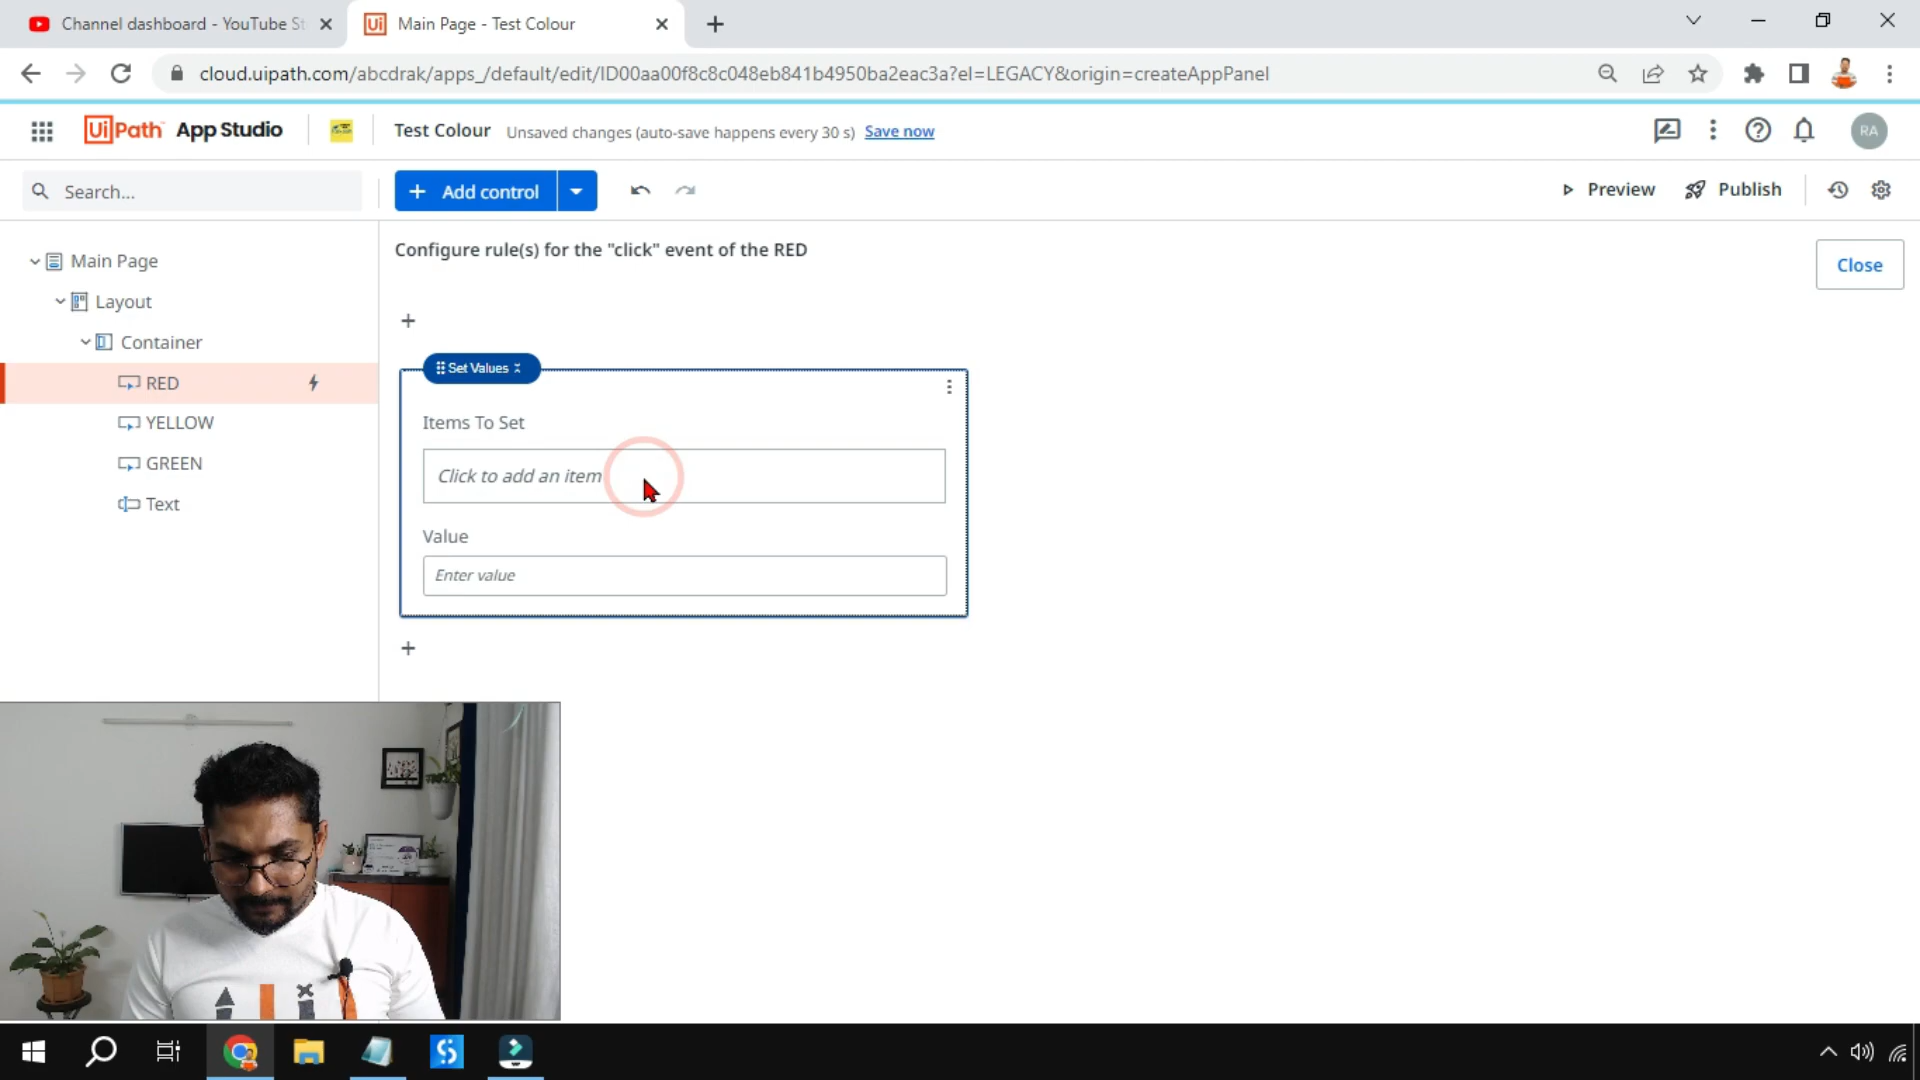 Channel dashboard - YouTube St
Main Page - Test Colour
cloud.uipath.com/abcdrak/apps_/default/edit/ID00aa00f8c8c048eb841b4950ba2eac3a?el=LEGACY&origin=createAppPanel
UiPath App Studio
Test Colour
Unsaved changes (auto-save happens every 30 s) Save now
RA
Search...
+ Add control
Preview
Publish
Main Page
Layout
Container
RED
YELLOW
GREEN
Text
Configure rule(s) for the "click" event of the RED
Close
Set Values
Items To Set
Click to add an item
Value
Enter value